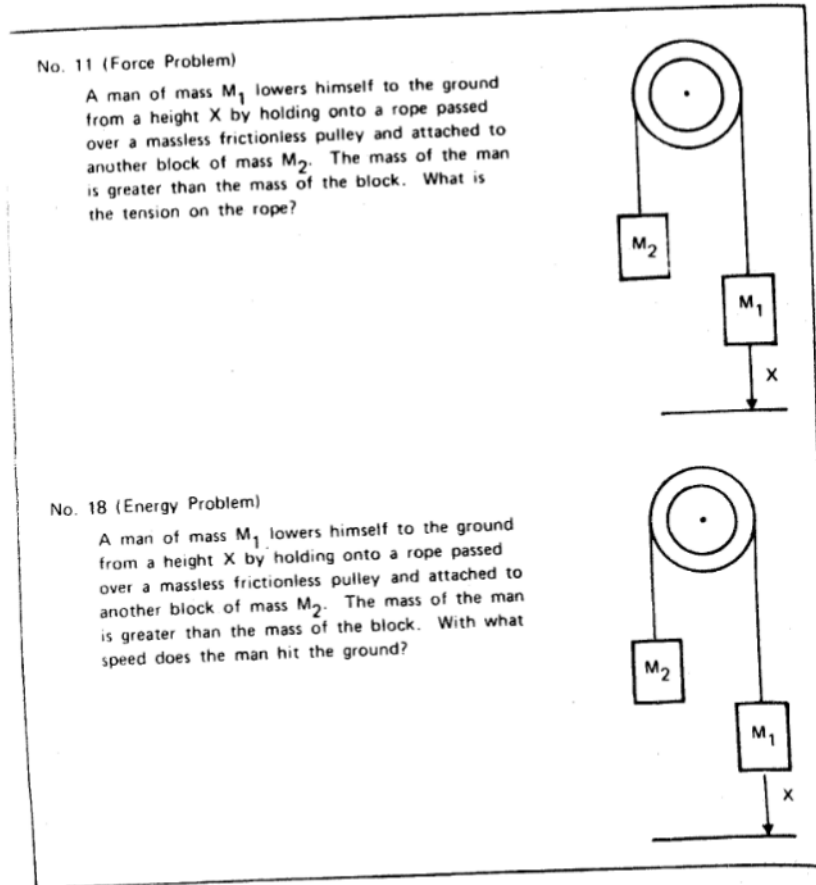 No. 11 (Force Problem)
A man of mass M₁ lowers himself to the ground
from a height X by holding onto a rope passed
over a massless frictionless pulley and attached to
another block of mass M₂. The mass of the man
is greater than the mass of the block. What is
the tension on the rope?
M₂
M₁
X
No. 18 (Energy Problem)
A man of mass M₁ lowers himself to the ground
from a height X by holding onto a rope passed
over a massless frictionless pulley and attached to
another block of mass M₂. The mass of the man
is greater than the mass of the block. With what
speed does the man hit the ground?
M₂
M₁
X